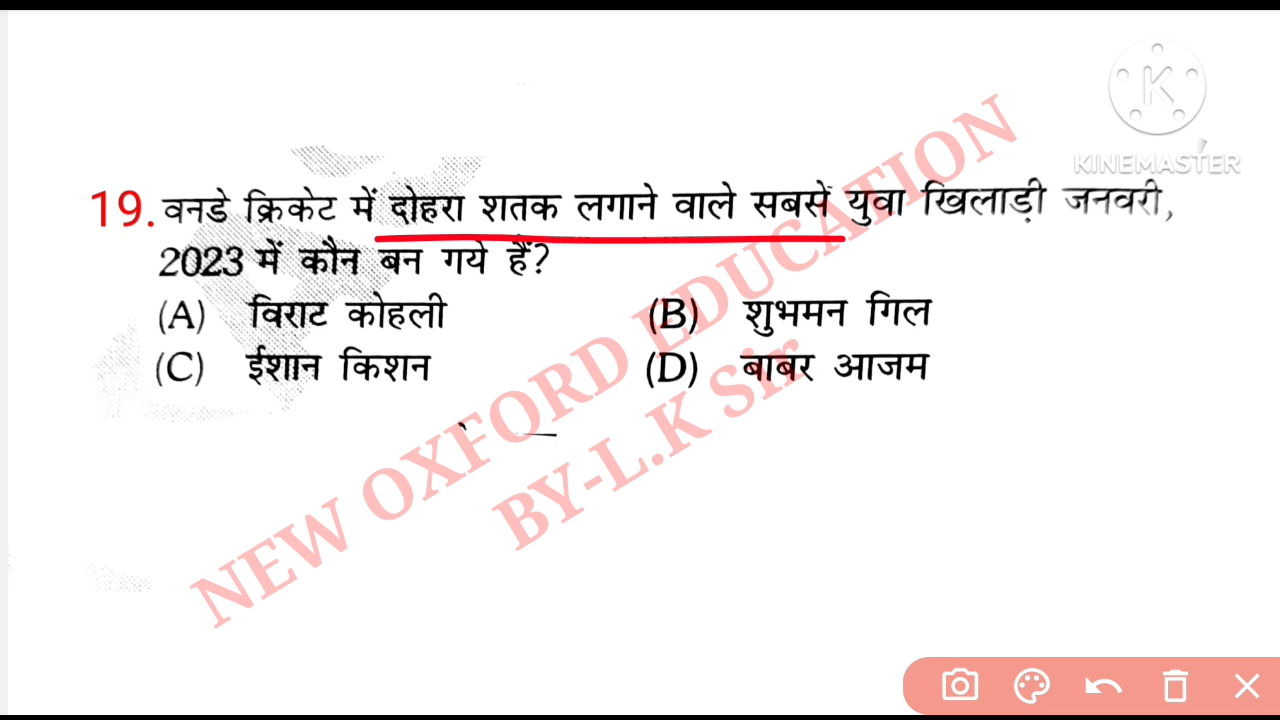 KINEMASTER
19. वनडे क्रिकेट में दोहरा शतक लगाने वाले सबसे युवा खिलाड़ी जनवरी,
2023 में कौन बन गये हैं?
(A) विराट कोहली (B) शुभमन गिल
(C) ईशान किशन (D) बाबर आजम
NEW OXFORD EDUCATION
BY-L.K Sir